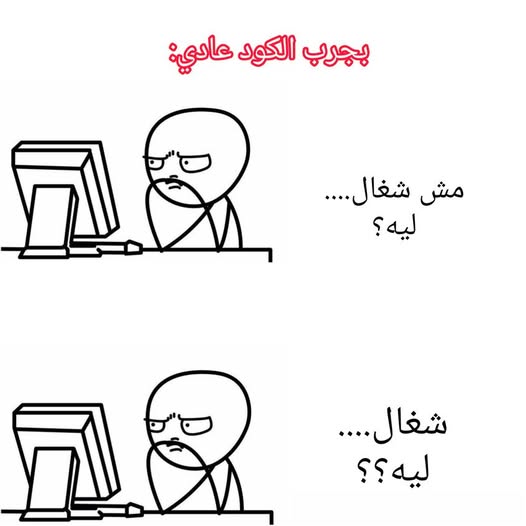 بجرب الكود عادي:
مش شغال....
ليه؟
شغال....
ليه؟؟